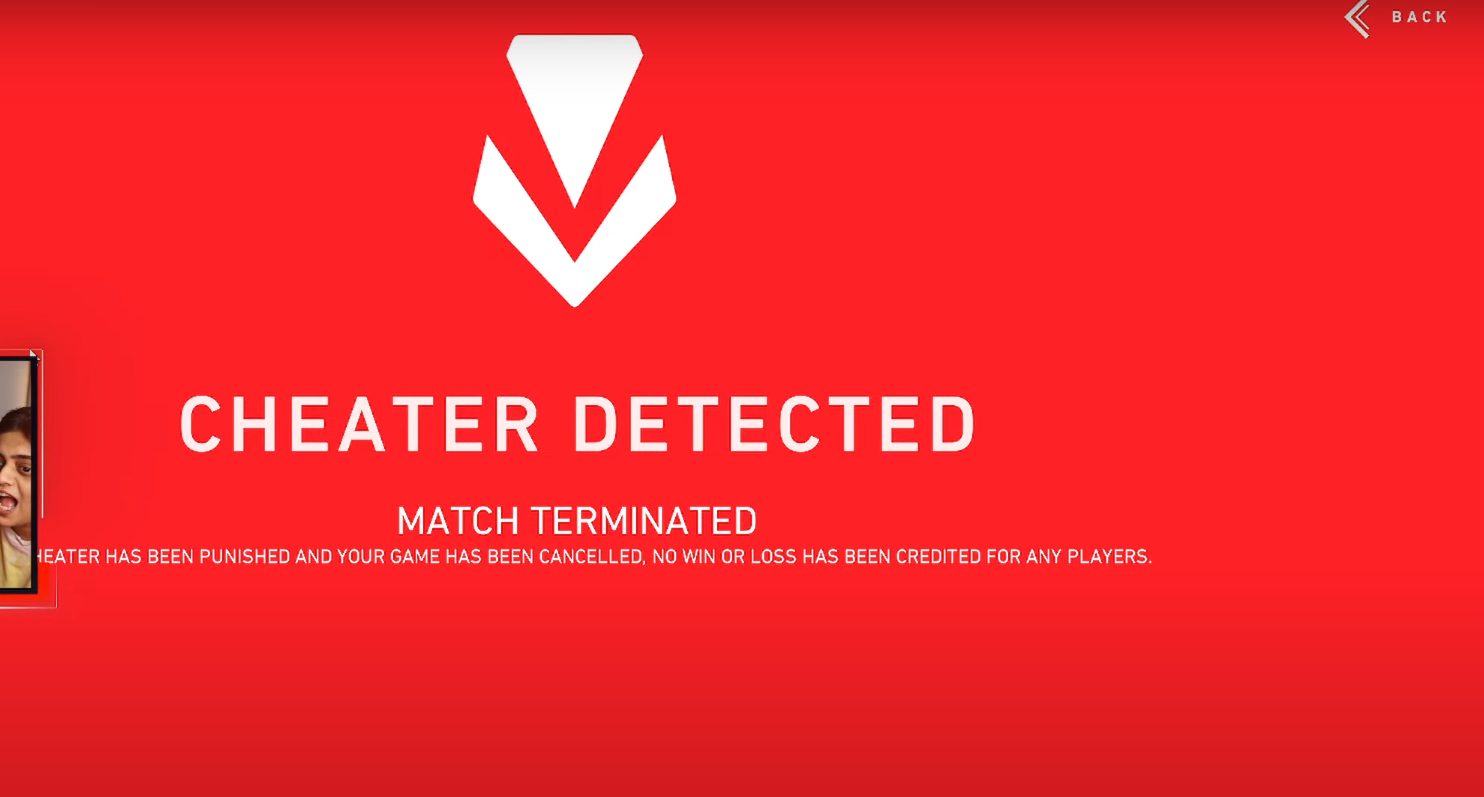 BACK
CHEATER DETECTED
MATCH TERMINATED
HAS BEEN PUNISHED AND YOUR GAME HAS BEEN CANCELLED, NO WIN OR LOSS HAS BEEN CREDITED FOR ANY PLAYERS.